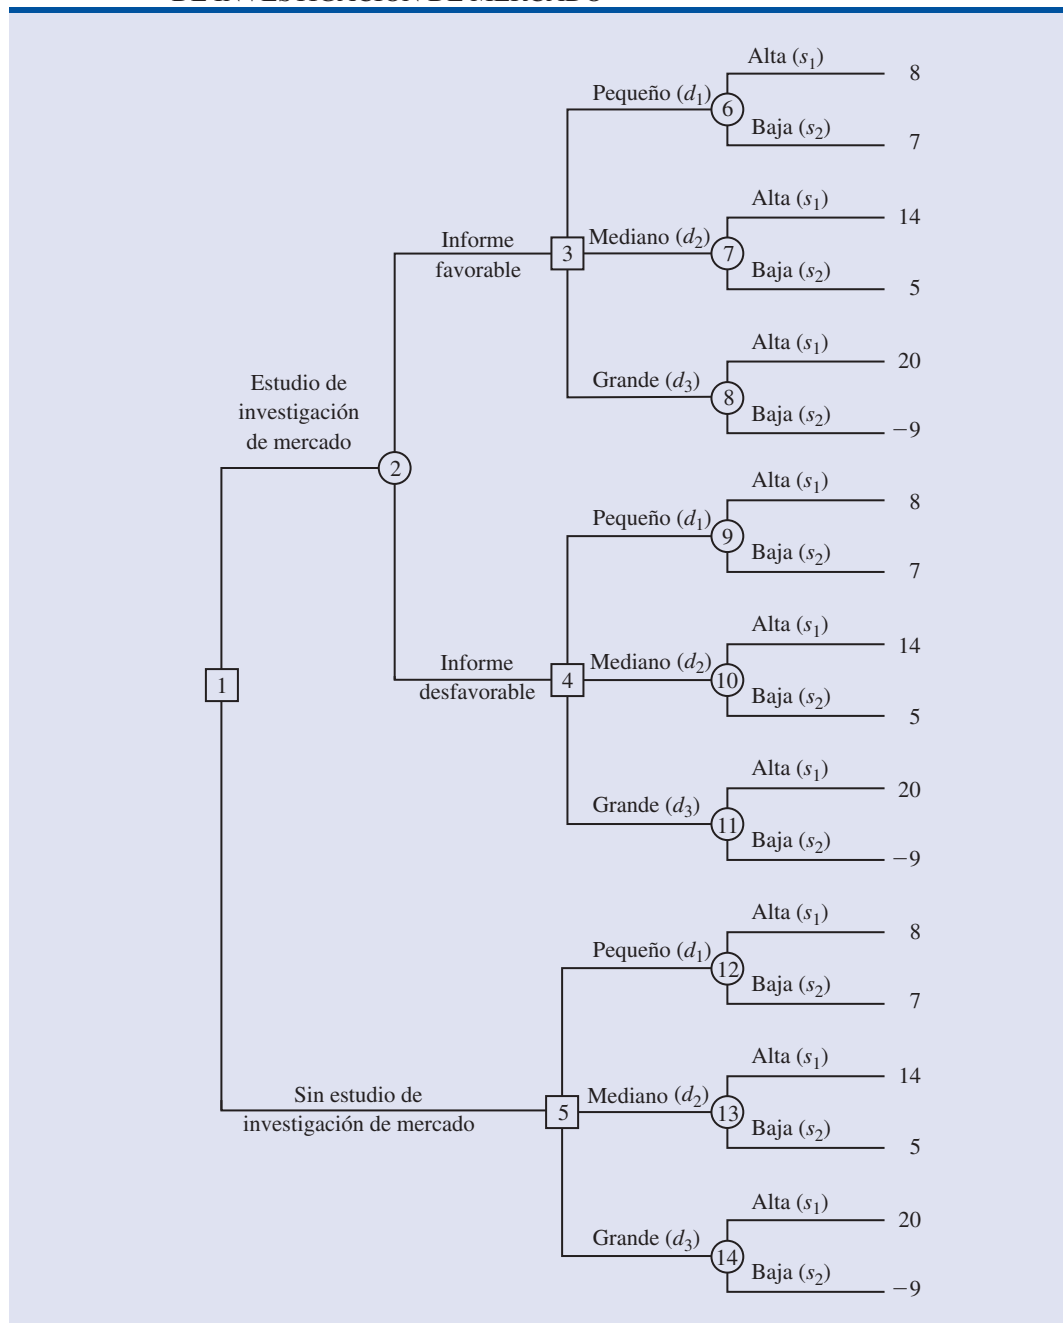 DE INVESTIGACIÓN DE MERCADO
Alta (s1)
8
Pequeño (d1)
6
Baja (s2)
7
Alta (s1)
14
Informe
favorable
3
Mediano (d2)
7
Baja (s2)
5
Alta (s1)
20
Grande (d3)
8
Baja (s2)
−9
Estudio de
investigación
de mercado
2
Alta (s1)
8
Pequeño (d1)
9
Baja (s2)
7
Alta (s1)
14
1
Informe
desfavorable
4
Mediano (d2)
10
Baja (s2)
5
Alta (s1)
20
Grande (d3)
11
Baja (s2)
−9
Alta (s1)
8
Pequeño (d1)
12
Baja (s2)
7
Alta (s1)
14
Sin estudio de
investigación de mercado
5
Mediano (d2)
13
Baja (s2)
5
Alta (s1)
20
Grande (d3)
14
Baja (s2)
−9